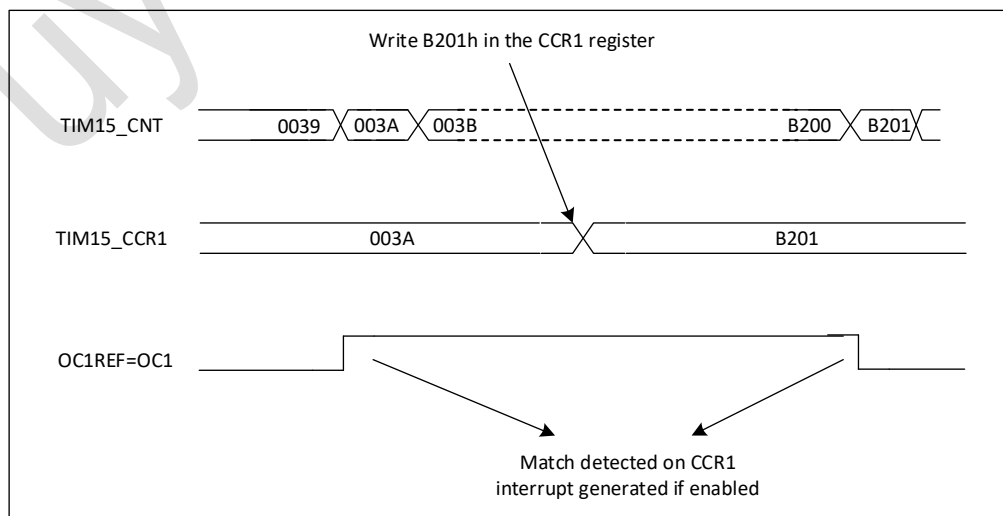 Write B201h in the CCR1 register
TIM15_CNT 0039 003A 003B B200 B201
TIM15_CCR1 003A B201
OC1REF=OC1
Match detected on CCR1
interrupt generated if enabled